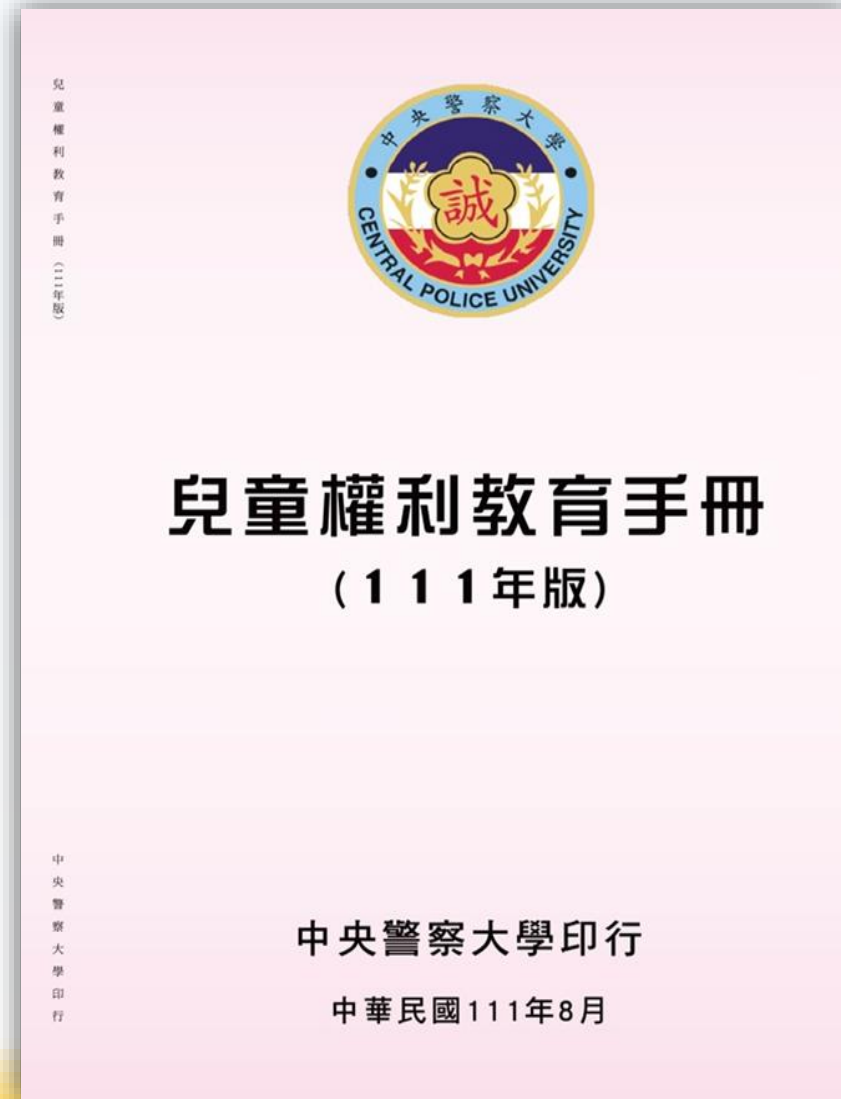 兒童權利教育手冊 (111年版)
中央警察大學印行
中央警察大學
誠
CENTRAL POLICE UNIVERSITY
兒童權利教育手冊
(111年版)
中央警察大學印行
中華民國111年8月